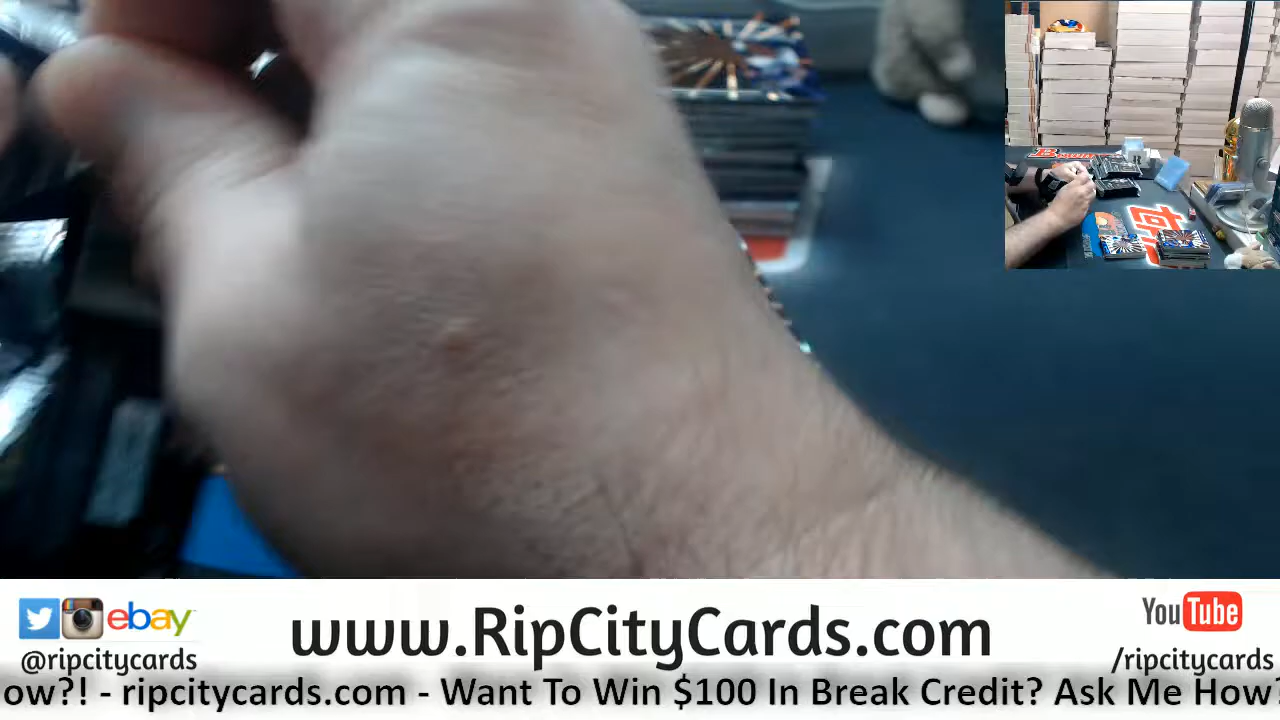 ebay
www.RipCityCards.com
YouTube
@ripcitycards
/ripcitycards
ow?! - ripcitycards.com - Want To Win $100 In Break Credit? Ask Me How?